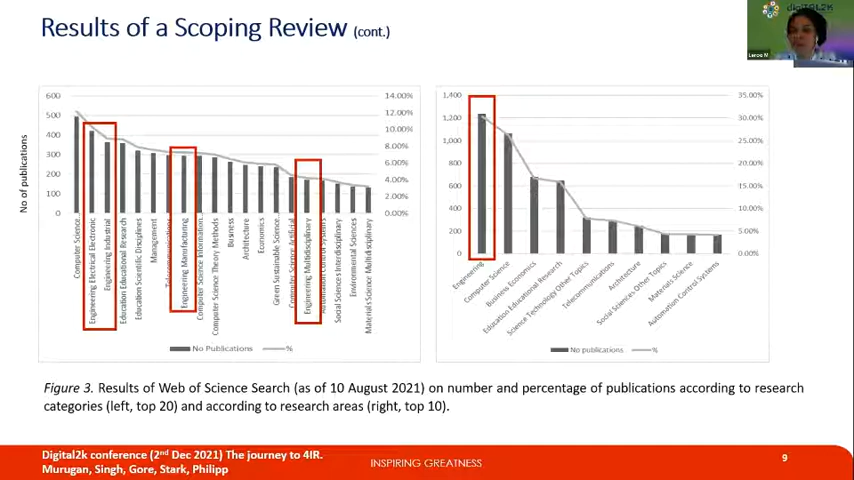 Results of a Scoping Review (cont.)
digitAL2K
Leroe M
600
500
400
300
200
100
0
14.00%
12.00%
10.00%
8.00%
6.00%
4.00%
2.00%
0.00%
No of publications
Computer Science,
Engineering Electrical Electronic
Engineering Industrial
Education Educational Research
Education Scientific Disciplines
Management
Telecommunications
Engineering Manufacturing
Computer Science Information
Computer Science Theory Methods
Business
Architecture
Economics
Green Sustainable Science
Computer Science Artificial
Engineering Multidisciplinary
Automation Control Systems
Social Sciences Interdisciplinary
Environmental Sciences
Materials Science Multidisciplinary
No Publications
%
1,400
1,200
1,000
800
600
400
200
0
35.00%
30.00%
25.00%
20.00%
15.00%
10.00%
5.00%
0.00%
Engineering
Computer Science
Business Economics
Education Educational Research
Science Technology Other Topics
Telecommunications
Architecture
Social Sciences Other Topics
Materials Science
Automation Control Systems
No publications
%
Figure 3. Results of Web of Science Search (as of 10 August 2021) on number and percentage of publications according to research
categories (left, top 20) and according to research areas (right, top 10).
Digital2k conference (2nd Dec 2021) The journey to 4IR.
Murugan, Singh, Gore, Stark, Philipp
INSPIRING GREATNESS
9